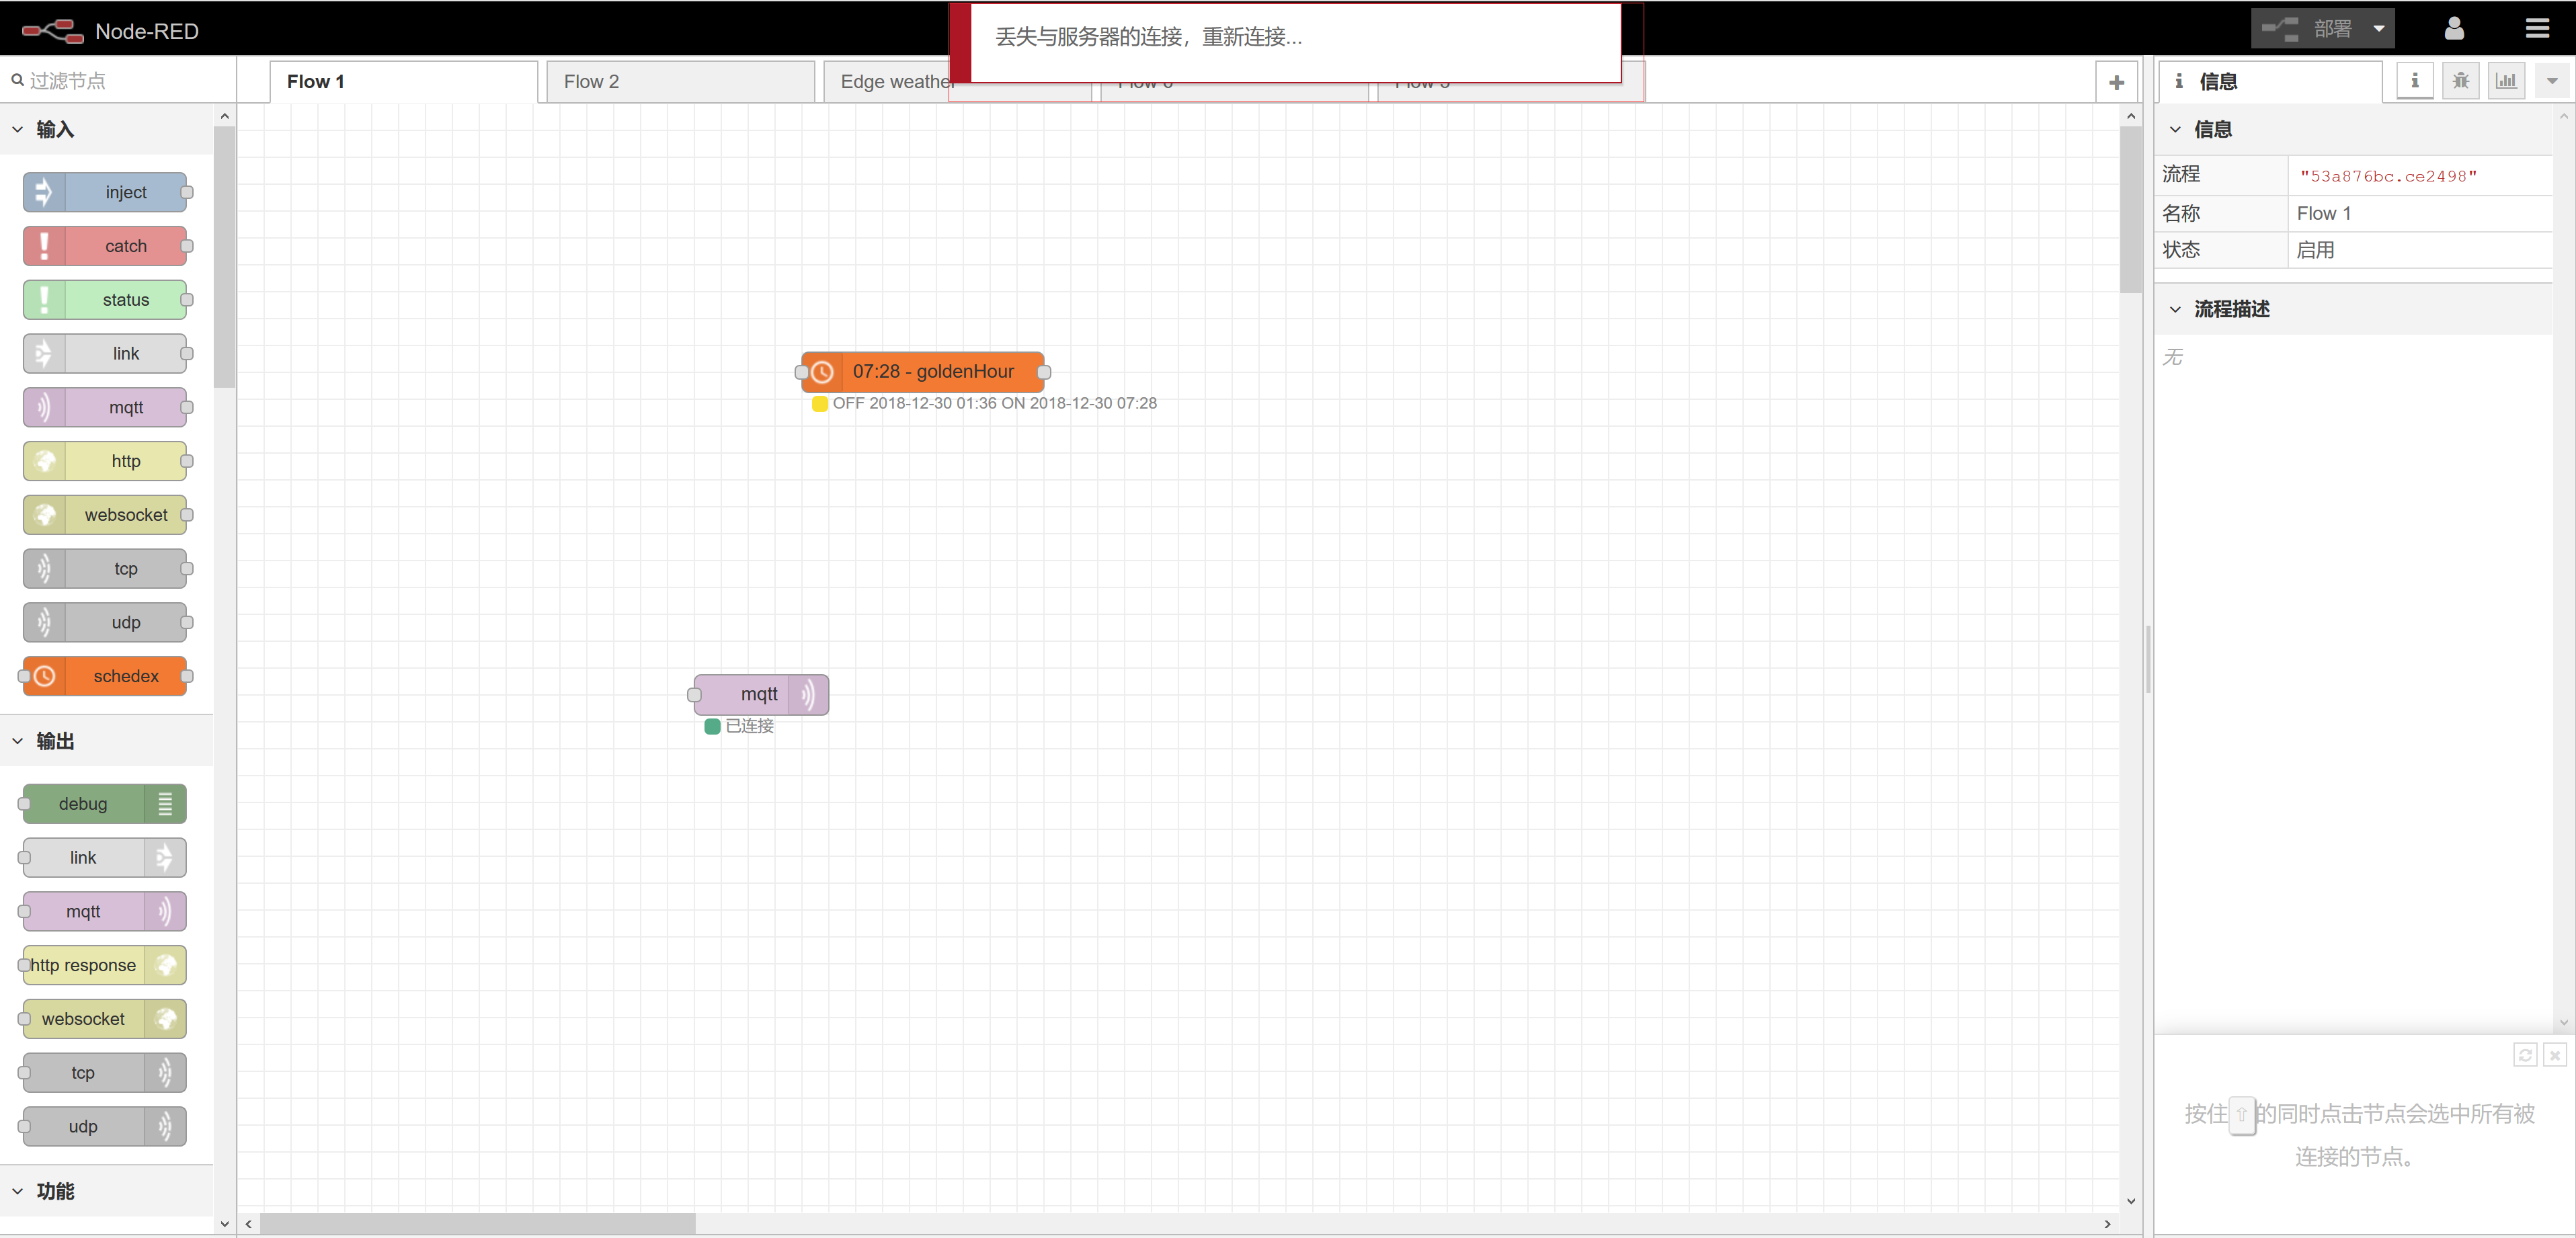 Node-RED
丢失与服务器的连接，重新连接...
部署
过滤节点
Flow 1
Flow 2
Edge weather
信息
输入
inject
catch
status
link
mqtt
http
websocket
tcp
udp
schedex
输出
debug
link
mqtt
http response
websocket
tcp
udp
功能
07:28 - goldenHour
OFF 2018-12-30 01:36 ON 2018-12-30 07:28
mqtt
已连接
信息
流程 "53a876bc.ce2498"
名称 Flow 1
状态 启用
流程描述
无
按住⇧的同时点击节点会选中所有被
连接的节点。